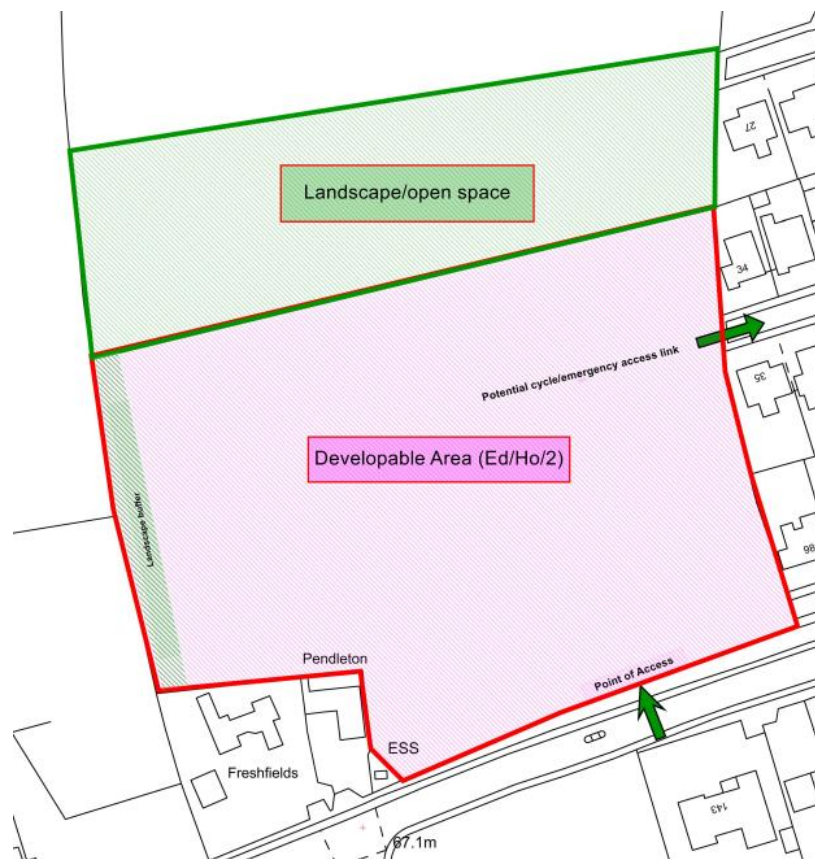 27
Landscape/open space
34
Potential cycle/emergency access link
35
Developable Area (Ed/Ho/2)
Landscape buffer
98
Pendleton
Point of Access
ESS
Freshfields
143
67.1m